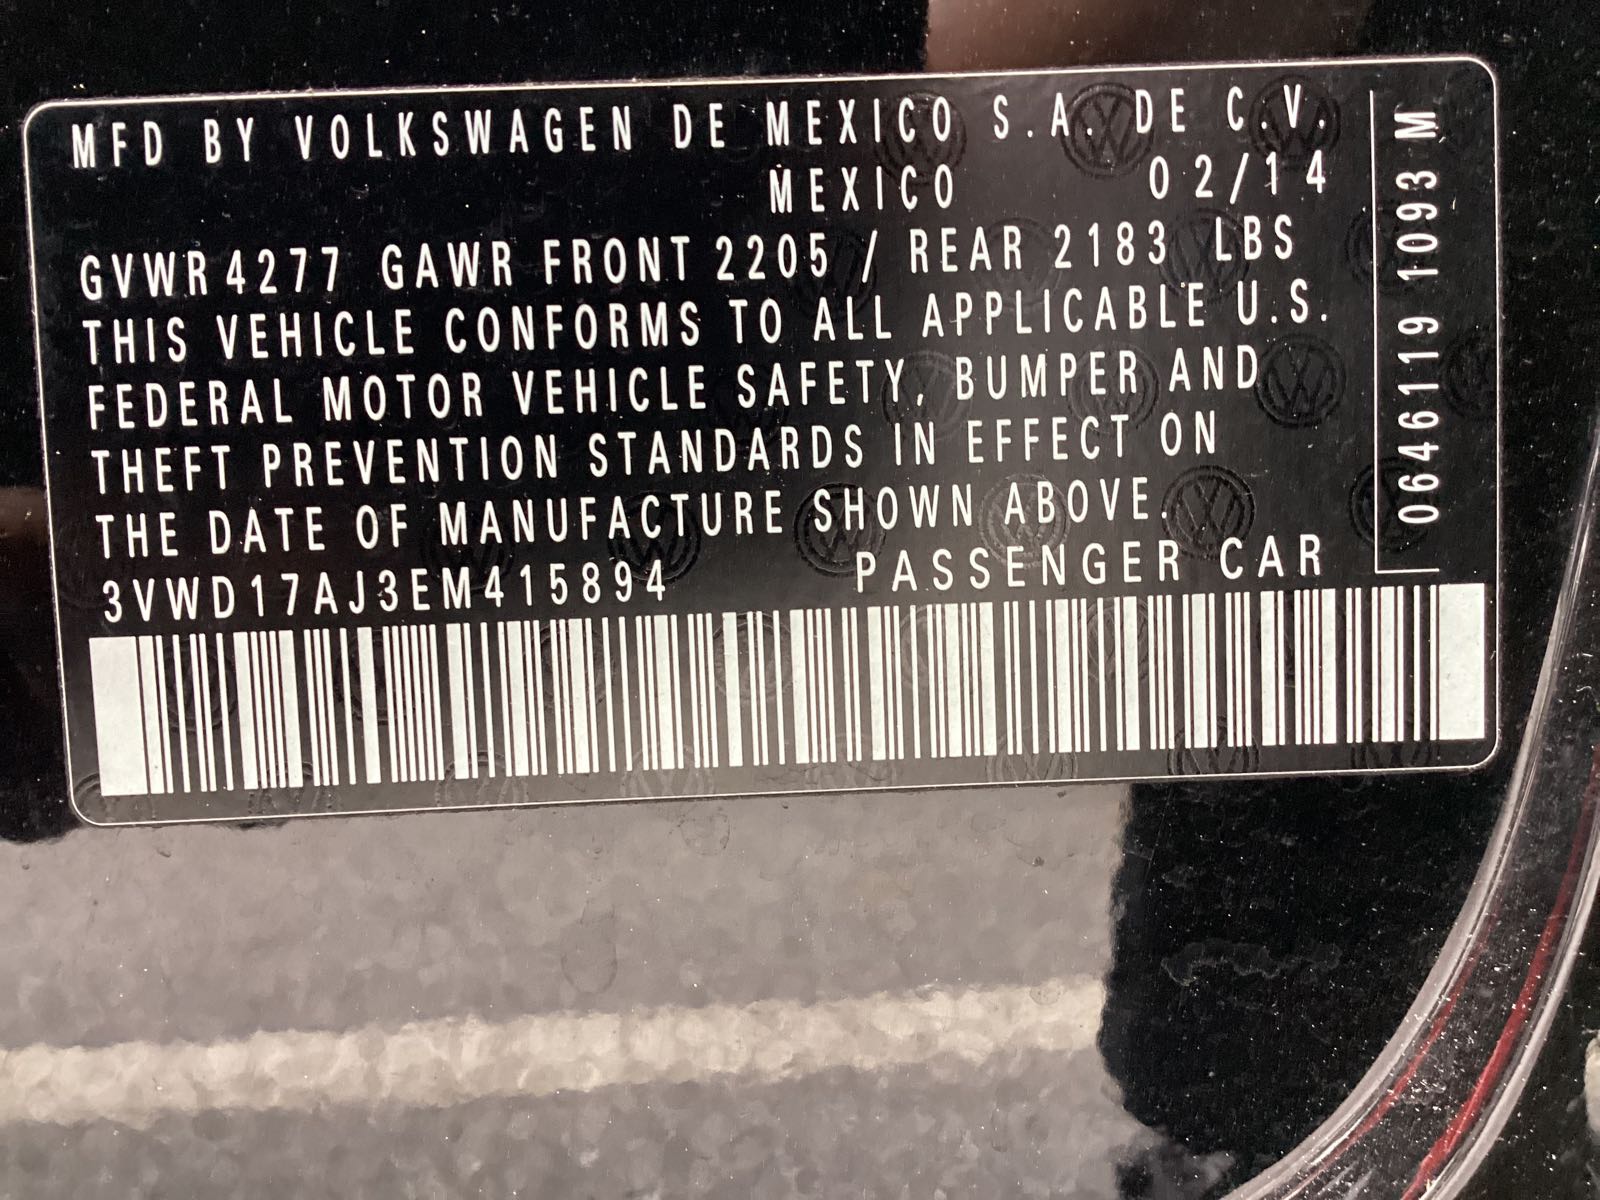 MFD BY VOLKSWAGEN DE MEXICO S.A. DE C.V.
MEXICO 02/14
GVWR 4277 GAWR FRONT 2205 / REAR 2183 LBS
THIS VEHICLE CONFORMS TO ALL APPLICABLE U.S.
FEDERAL MOTOR VEHICLE SAFETY, BUMPER AND
THEFT PREVENTION STANDARDS IN EFFECT ON
THE DATE OF MANUFACTURE SHOWN ABOVE.
3VWD17AJ3EM415894 PASSENGER CAR
0646119 1093 M